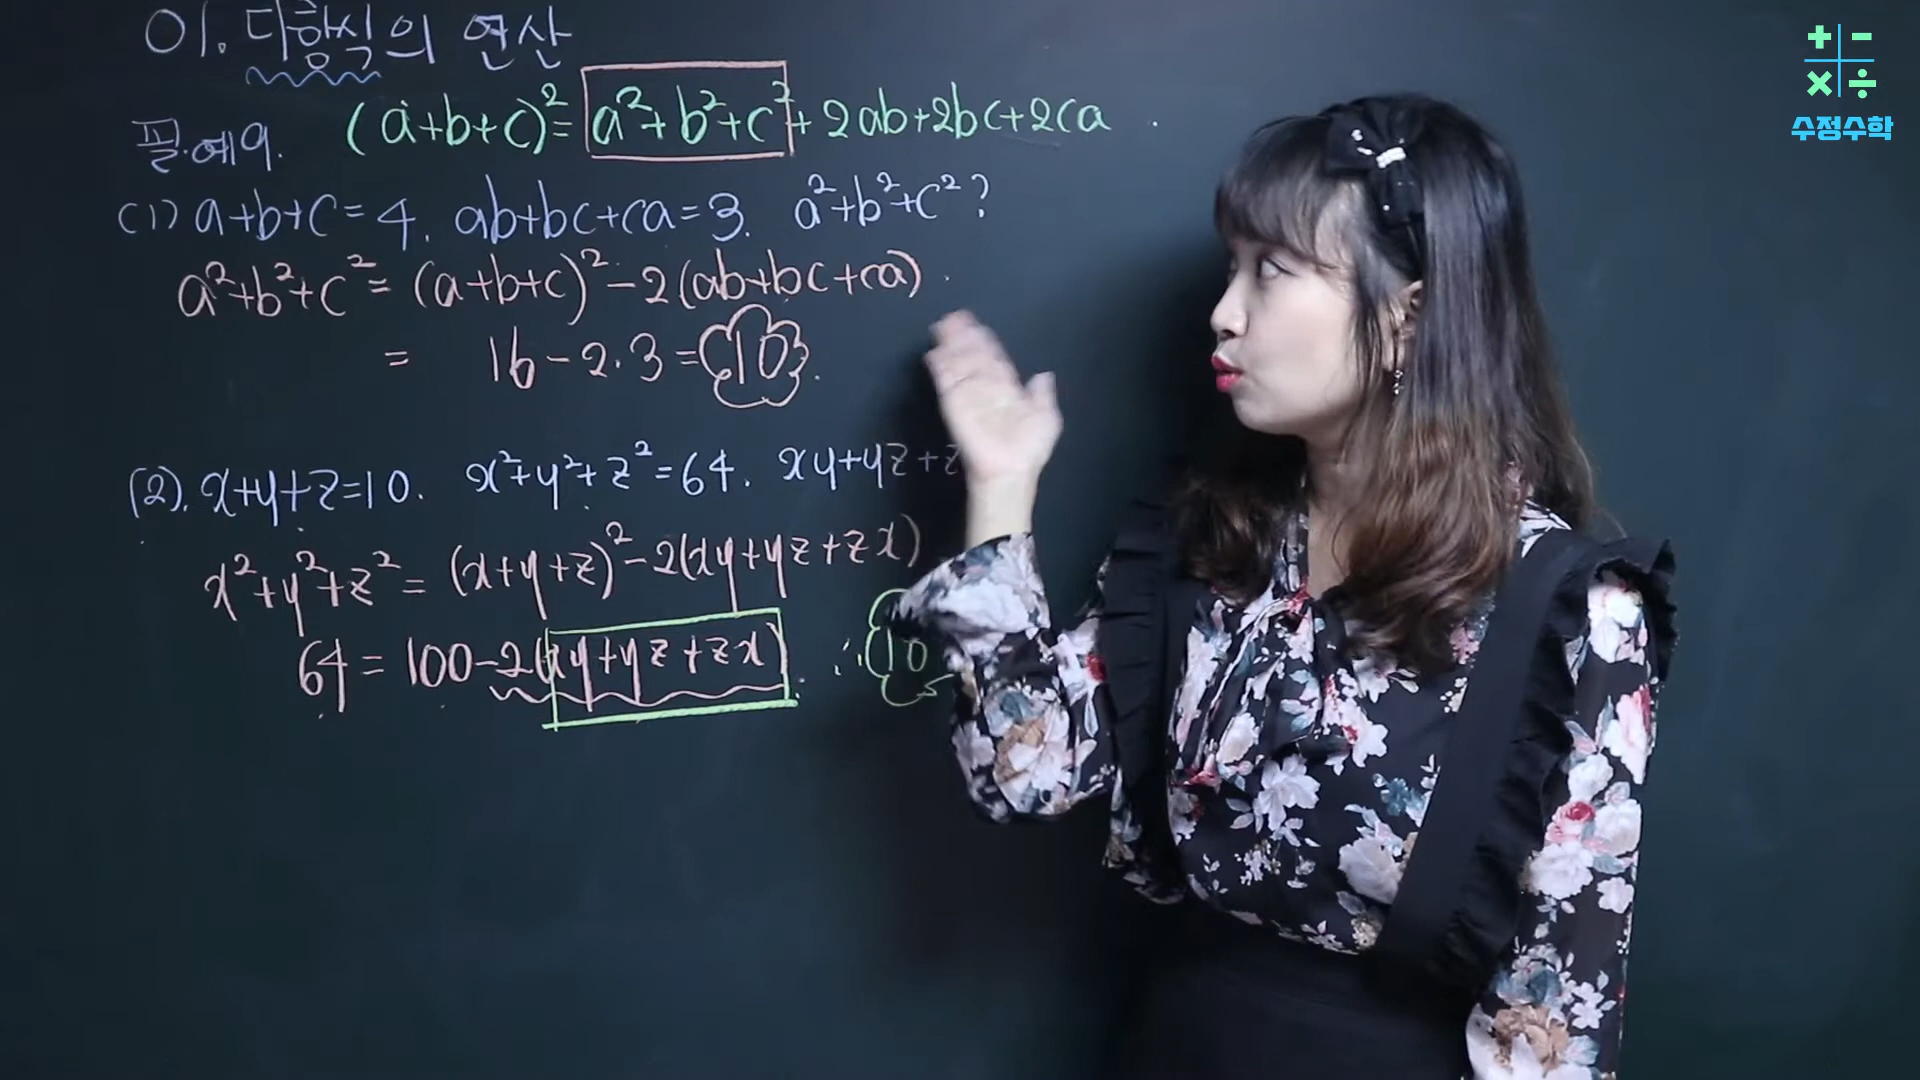 01. 다항식의 연산
필.예9.
(a+b+c)²=a²+b²+c²+2ab+2bc+2ca
(1) a+b+c=4. ab+bc+ca=3. a²+b²+c²?
a²+b²+c²= (a+b+c)²-2(ab+bc+ca)
= 16-2·3=10.
(2). x+y+z=10. x²+y²+z²=64. xy+yz+z
x²+y²+z²= (x+y+z)²-2(xy+yz+zx)
64=100-2(xy+yz+zx). ∴ 10
+ - × ÷
수정수학